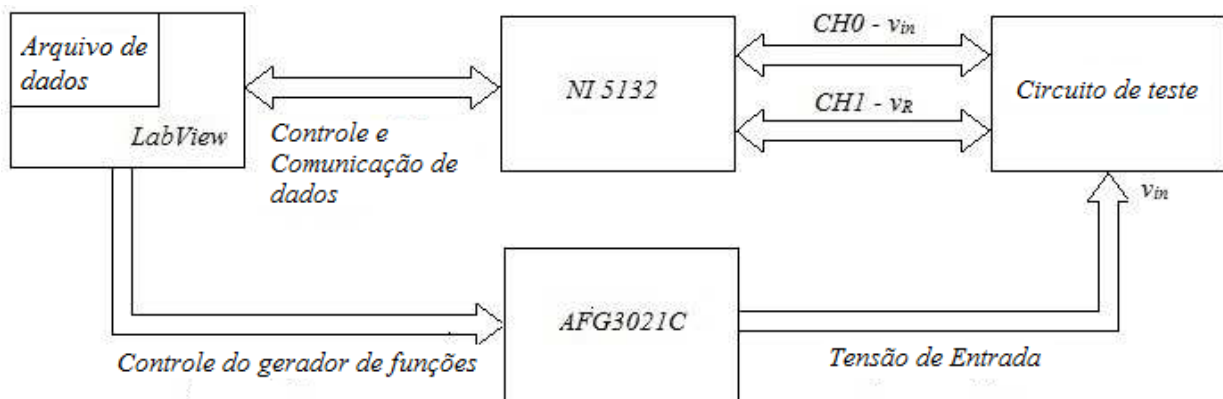 Arquivo de
dados
LabView
Controle e
Comunicação de
dados
NI 5132
CH0 - vin
CH1 - vR
Circuito de teste
vin
AFG3021C
Controle do gerador de funções
Tensão de Entrada